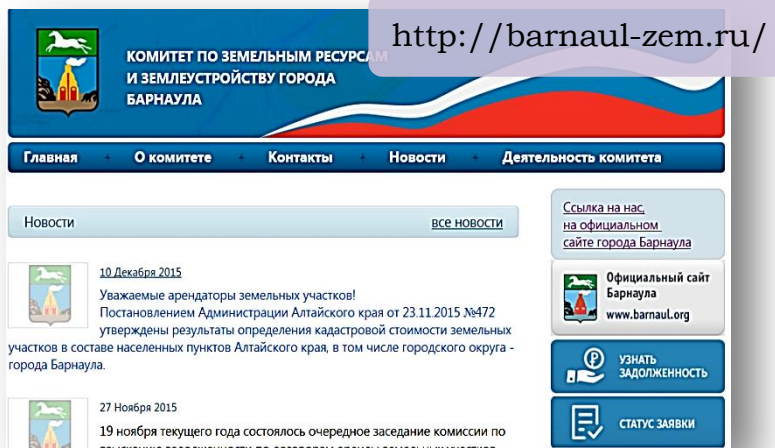 http://barnaul-zem.ru/
КОМИТЕТ ПО ЗЕМЕЛЬНЫМ РЕСУРСАМ
И ЗЕМЛЕУСТРОЙСТВУ ГОРОДА
БАРНАУЛА
Главная О комитете Контакты Новости Деятельность комитета
Новости все новости
10 Декабря 2015
Уважаемые арендаторы земельных участков!
Постановлением Администрации Алтайского края от 23.11.2015 №472
утверждены результаты определения кадастровой стоимости земельных
участков в составе населенных пунктов Алтайского края, в том числе городского округа -
города Барнаула.
27 Ноября 2015
19 ноября текущего года состоялось очередное заседание комиссии по
Ссылка на нас,
на официальном
сайте города Барнаула
Официальный сайт
Барнаула
www.barnaul.org
УЗНАТЬ
ЗАДОЛЖЕННОСТЬ
СТАТУС ЗАЯВКИ